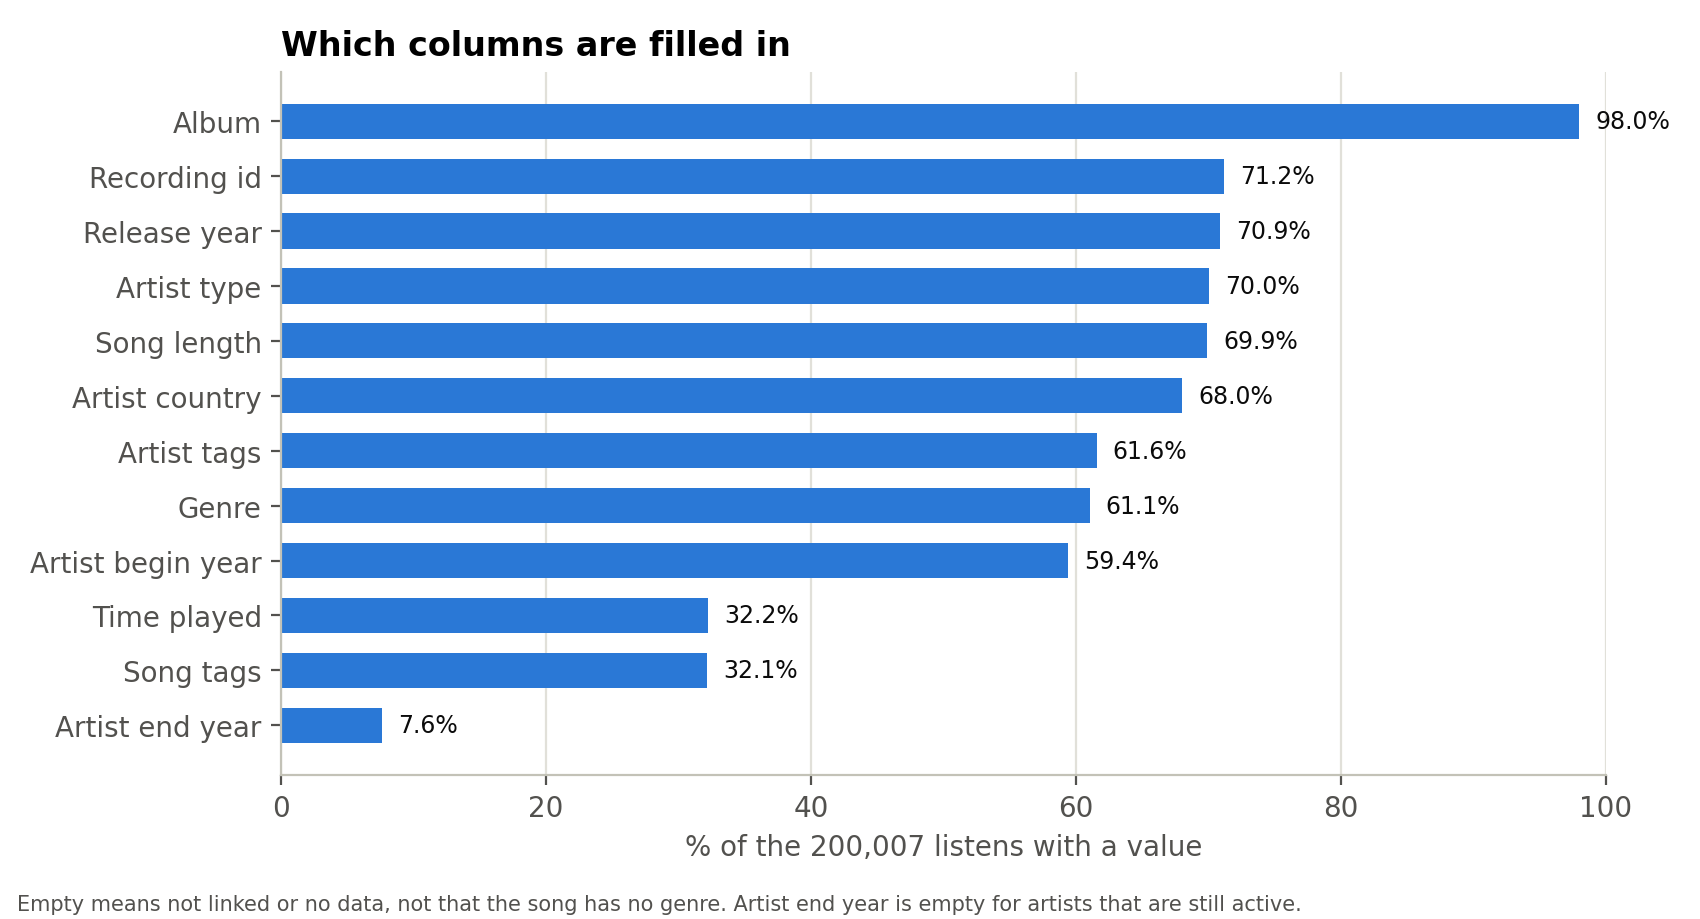 Which columns are filled in
Album 98.0%
Recording id 71.2%
Release year 70.9%
Artist type 70.0%
Song length 69.9%
Artist country 68.0%
Artist tags 61.6%
Genre 61.1%
Artist begin year 59.4%
Time played 32.2%
Song tags 32.1%
Artist end year 7.6%
0 20 40 60 80 100
% of the 200,007 listens with a value
Empty means not linked or no data, not that the song has no genre. Artist end year is empty for artists that are still active.